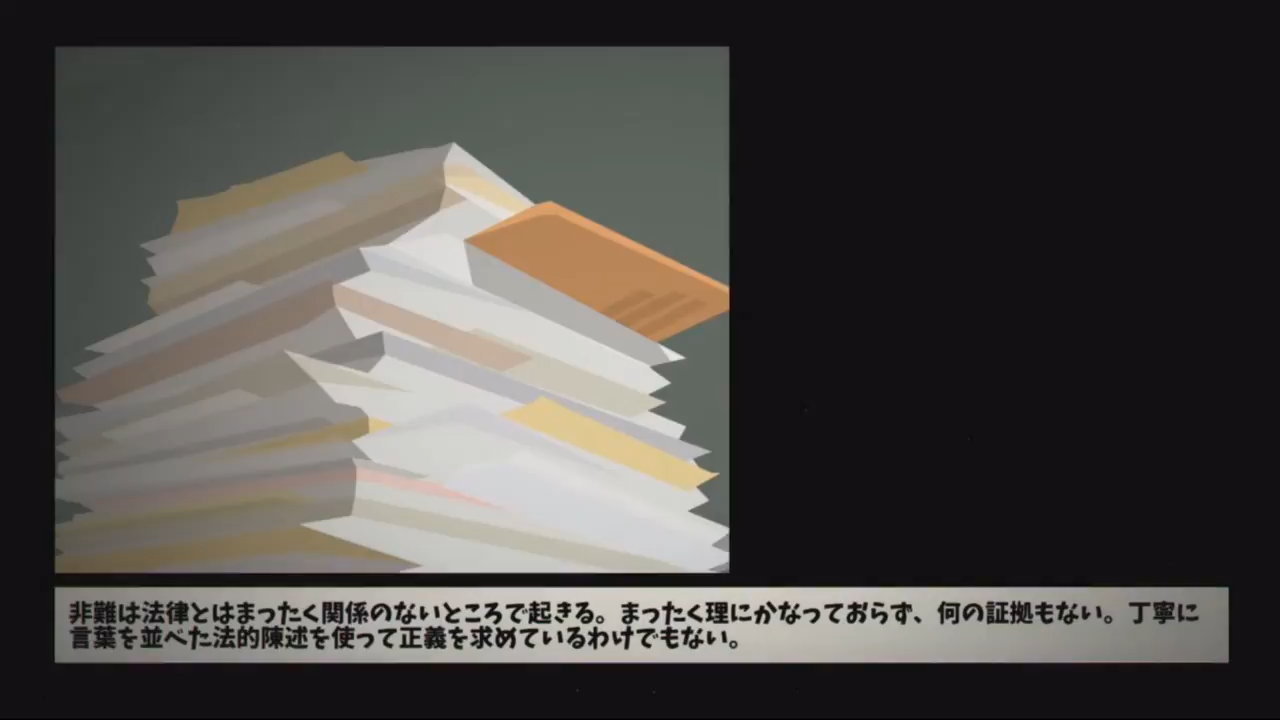 非難は法律とはまったく関係のないところで起きる。まったく理にかなっておらず、何の証拠もない。丁寧に
言葉を並べた法的陳述を使って正義を求めているわけでもない。